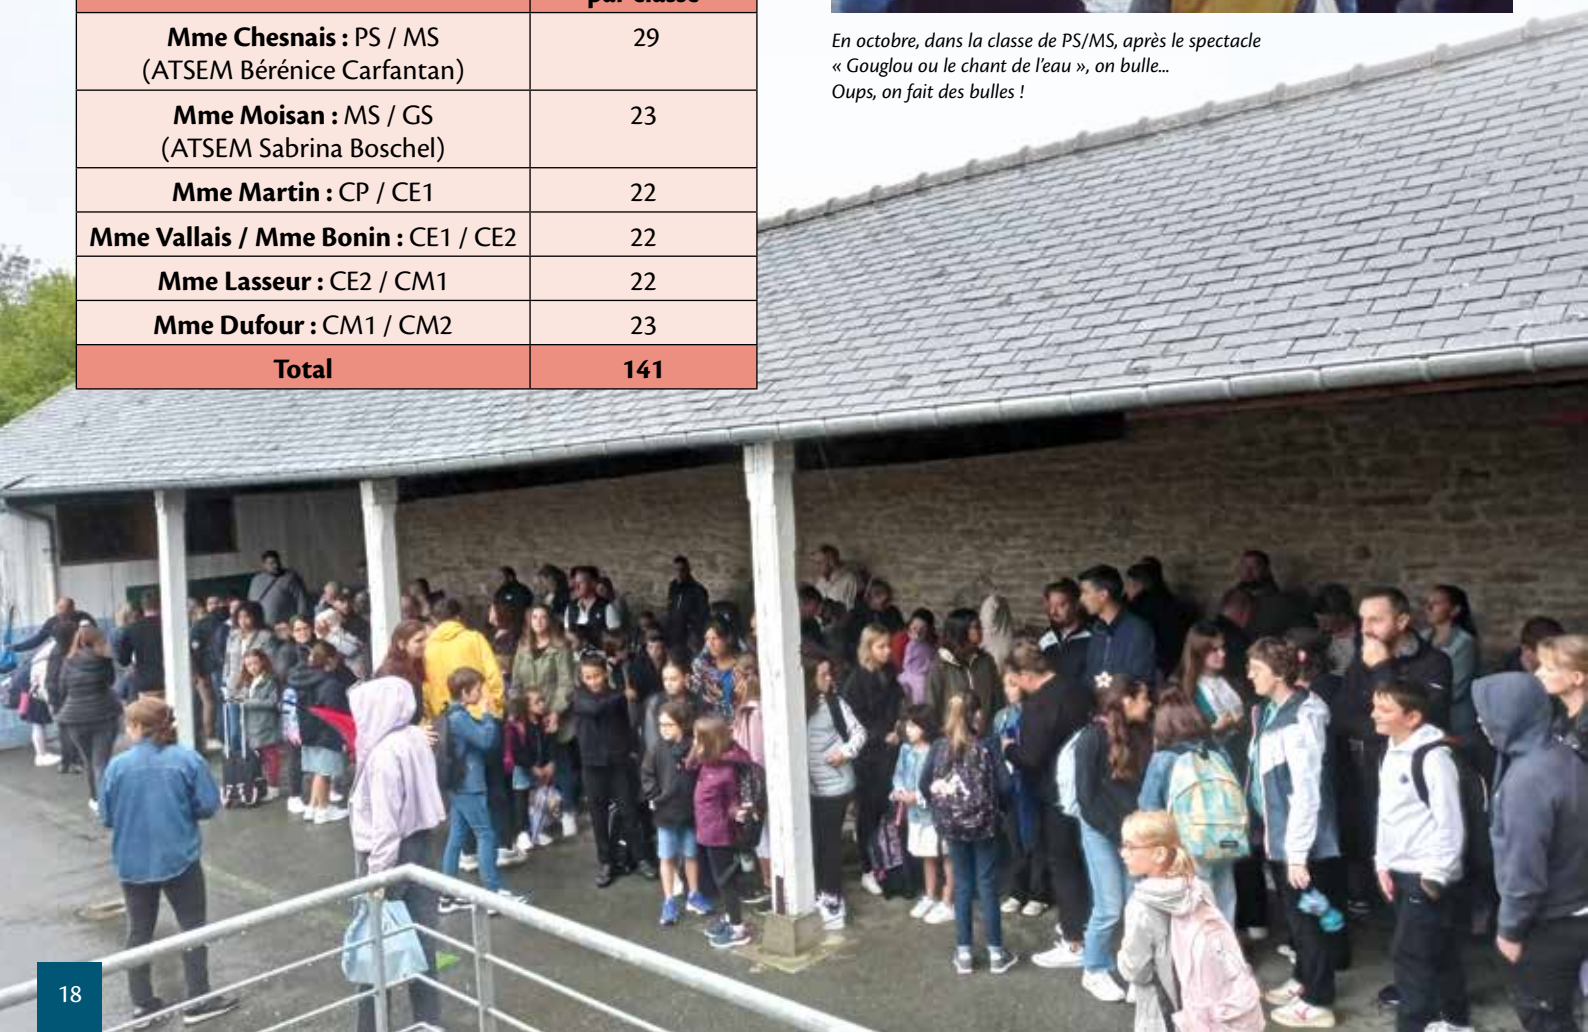 par classe
Mme Chesnais : PS / MS
(ATSEM Bérénice Carfantan)
29
Mme Moisan : MS / GS
(ATSEM Sabrina Boschel)
23
Mme Martin : CP / CE1
22
Mme Vallais / Mme Bonin : CE1 / CE2
22
Mme Lasseur : CE2 / CM1
22
Mme Dufour : CM1 / CM2
23
Total
141
En octobre, dans la classe de PS/MS, après le spectacle
« Gouglou ou le chant de l'eau », on bulle...
Oups, on fait des bulles !
18